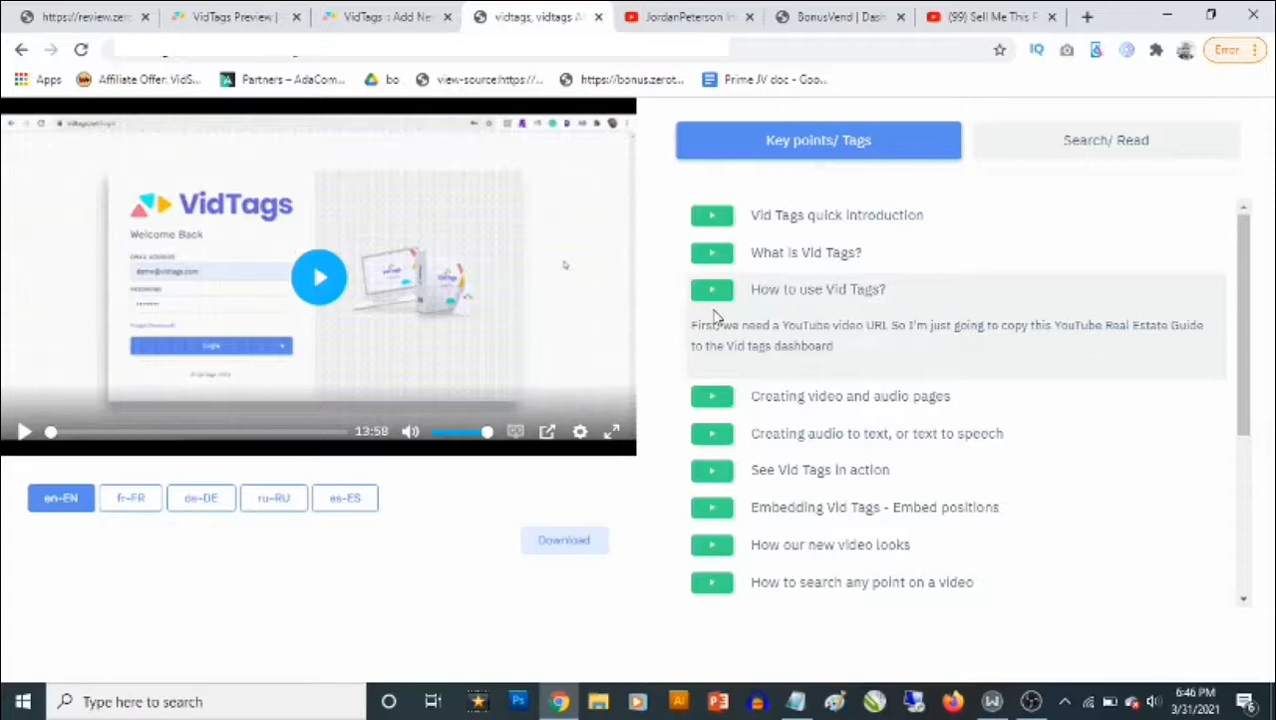 https://review.zer
VidTags Preview |
VidTags : Add Ne
vidtags, vidtags A
JordanPeterson In
BonusVend | Dash
(99) Sell Me This P
IQ
Error
Apps
Affiliate Offer: VidS...
Partners – AdaCom...
bo
view-source:https://...
https://bonus.zerot...
Prime JV doc - Goo...
VidTags
Welcome Back
EMAIL ADDRESS
demo@vidtags.com
PASSWORD
Forgot Password?
Login
13:58
en-EN
fr-FR
de-DE
ru-RU
es-ES
Download
Key points/ Tags
Search/ Read
Vid Tags quick introduction
What is Vid Tags?
How to use Vid Tags?
First, we need a YouTube video URL So I'm just going to copy this YouTube Real Estate Guide
to the Vid tags dashboard
Creating video and audio pages
Creating audio to text, or text to speech
See Vid Tags in action
Embedding Vid Tags - Embed positions
How our new video looks
How to search any point on a video
Type here to search
Ps
Ai
6:46 PM
3/31/2021
6